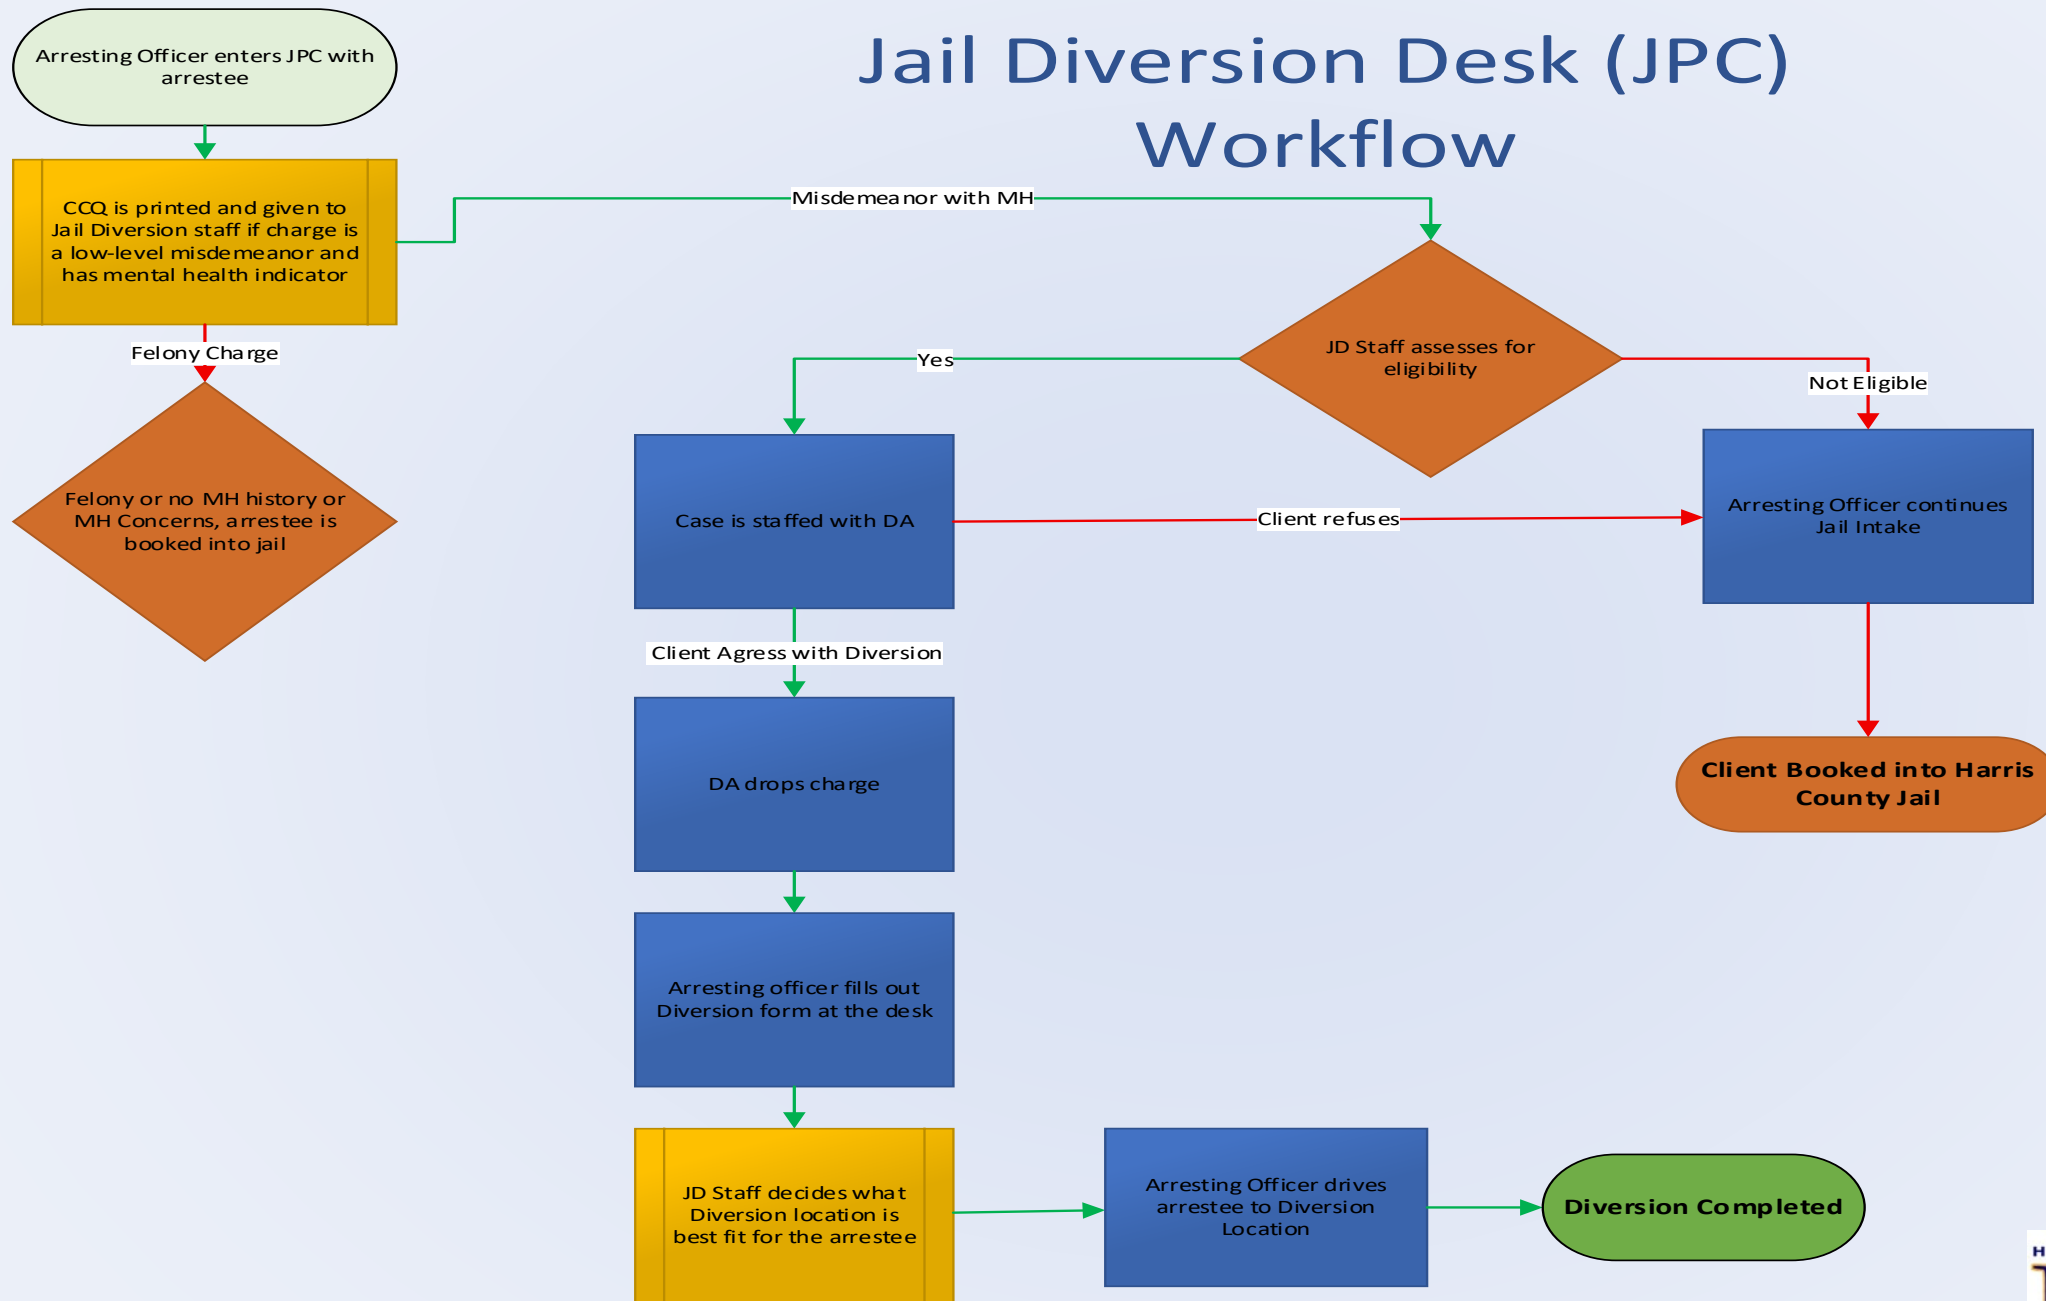 Jail Diversion Desk (JPC)
Workflow
Arresting Officer enters JPC with
arrestee
CCQ is printed and given to
Jail Diversion staff if charge is
a low-level misdemeanor and
has mental health indicator
Misdemeanor with MH
Felony Charge
Felony or no MH history or
MH Concerns, arrestee is
booked into jail
JD Staff assesses for
eligibility
Yes
Not Eligible
Case is staffed with DA
Client refuses
Arresting Officer continues
Jail Intake
Client Agress with Diversion
DA drops charge
Client Booked into Harris
County Jail
Arresting officer fills out
Diversion form at the desk
JD Staff decides what
Diversion location is
best fit for the arrestee
Arresting Officer drives
arrestee to Diversion
Location
Diversion Completed